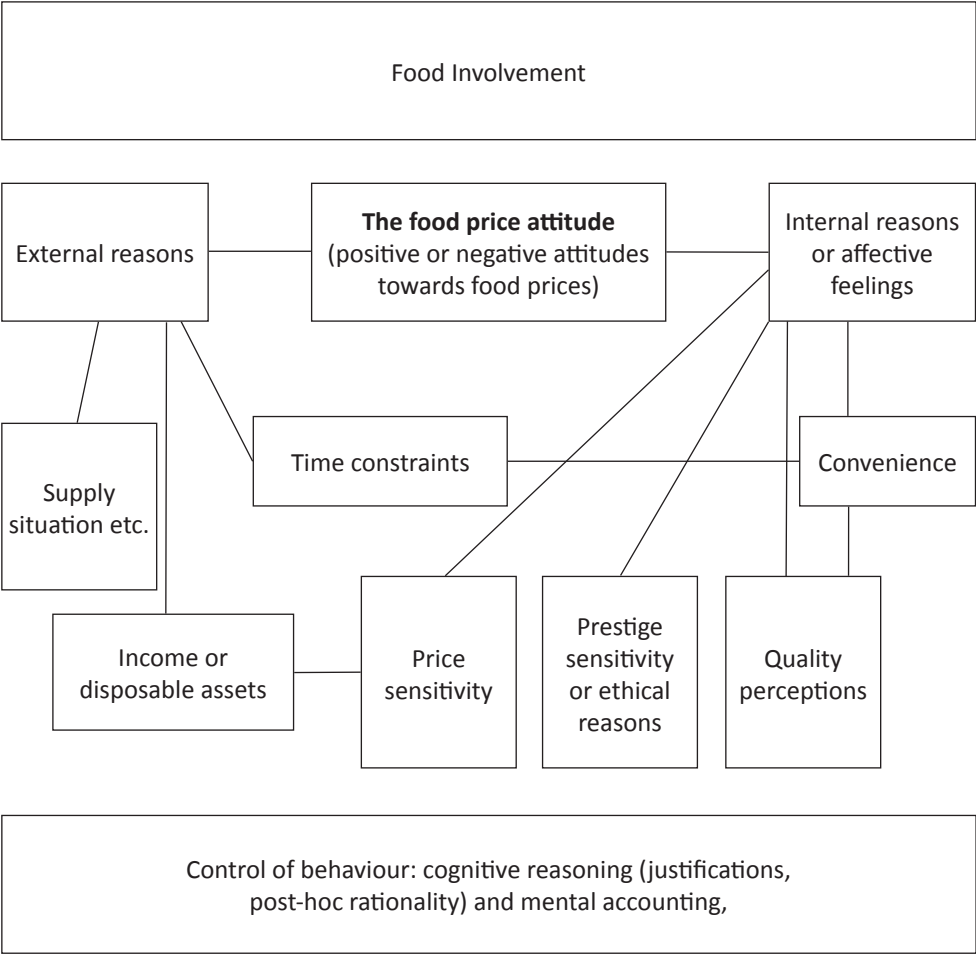 Food Involvement
External reasons
The food price attitude
(positive or negative attitudes
towards food prices)
Internal reasons
or affective
feelings
Time constraints
Convenience
Supply
situation etc.
Income or
disposable assets
Price
sensitivity
Prestige
sensitivity
or ethical
reasons
Quality
perceptions
Control of behaviour: cognitive reasoning (justifications,
post-hoc rationality) and mental accounting,